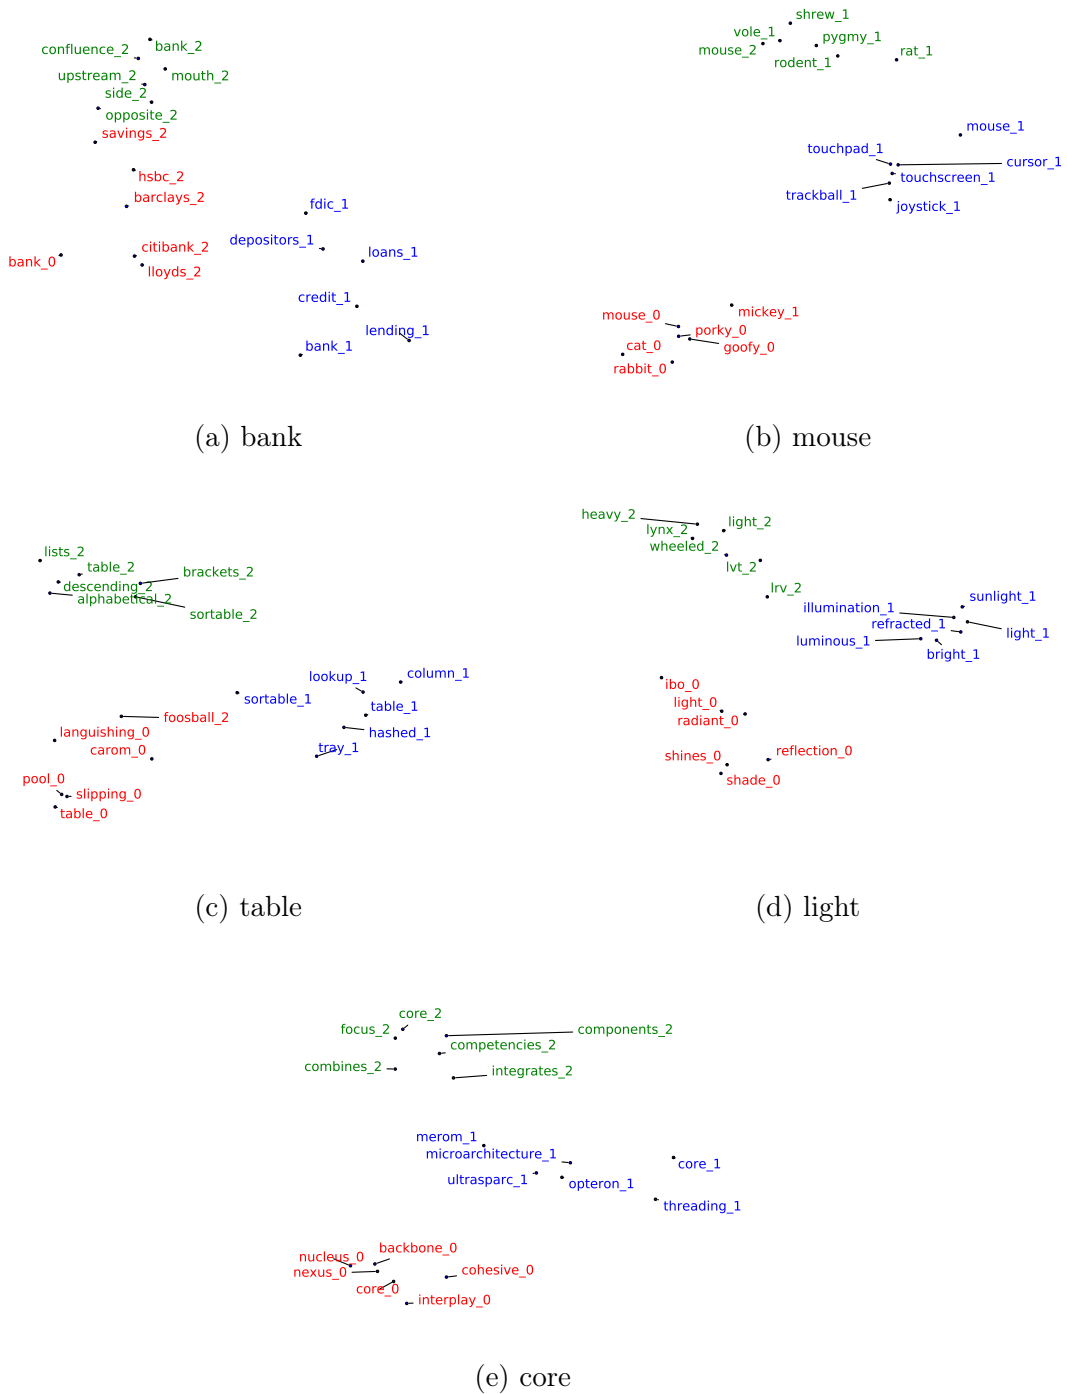 confluence_2
bank_2
upstream_2
mouth_2
side_2
opposite_2
savings_2
hsbc_2
barclays_2
bank_0
citibank_2
lloyds_2
fdic_1
depositors_1
loans_1
credit_1
lending_1
bank_1
(a) bank
shrew_1
vole_1
pygmy_1
mouse_2
rodent_1
rat_1
mouse_1
touchpad_1
cursor_1
touchscreen_1
trackball_1
joystick_1
mickey_1
mouse_0
porky_0
cat_0
goofy_0
rabbit_0
(b) mouse
lists_2
table_2
brackets_2
descending_2
alphabetical_2
sortable_2
lookup_1
column_1
sortable_1
table_1
foosball_2
hashed_1
languishing_0
carom_0
tray_1
pool_0
slipping_0
table_0
(c) table
heavy_2
light_2
lynx_2
wheeled_2
lvt_2
lrv_2
sunlight_1
illumination_1
refracted_1
light_1
luminous_1
bright_1
ibo_0
light_0
radiant_0
shines_0
reflection_0
shade_0
(d) light
core_2
focus_2
components_2
competencies_2
combines_2
integrates_2
merom_1
microarchitecture_1
core_1
ultrasparc_1
opteron_1
threading_1
backbone_0
nucleus_0
nexus_0
cohesive_0
core_0
interplay_0
(e) core